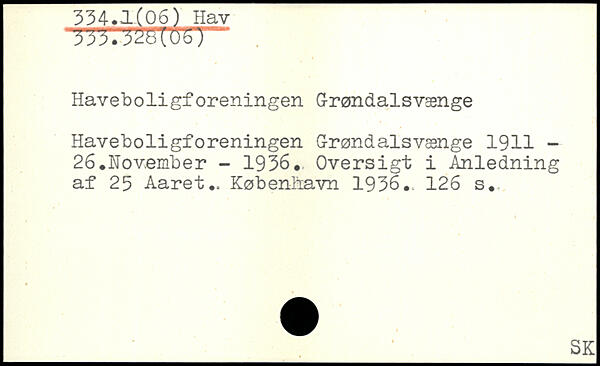 334.1(06) Hav
333.328(06)
Haveboligforeningen Grøndalsvænge
Haveboligforeningen Grøndalsvænge 1911 -
26.November - 1936. Oversigt i Anledning
af 25 Aaret.. København 1936. 126 s.
SK